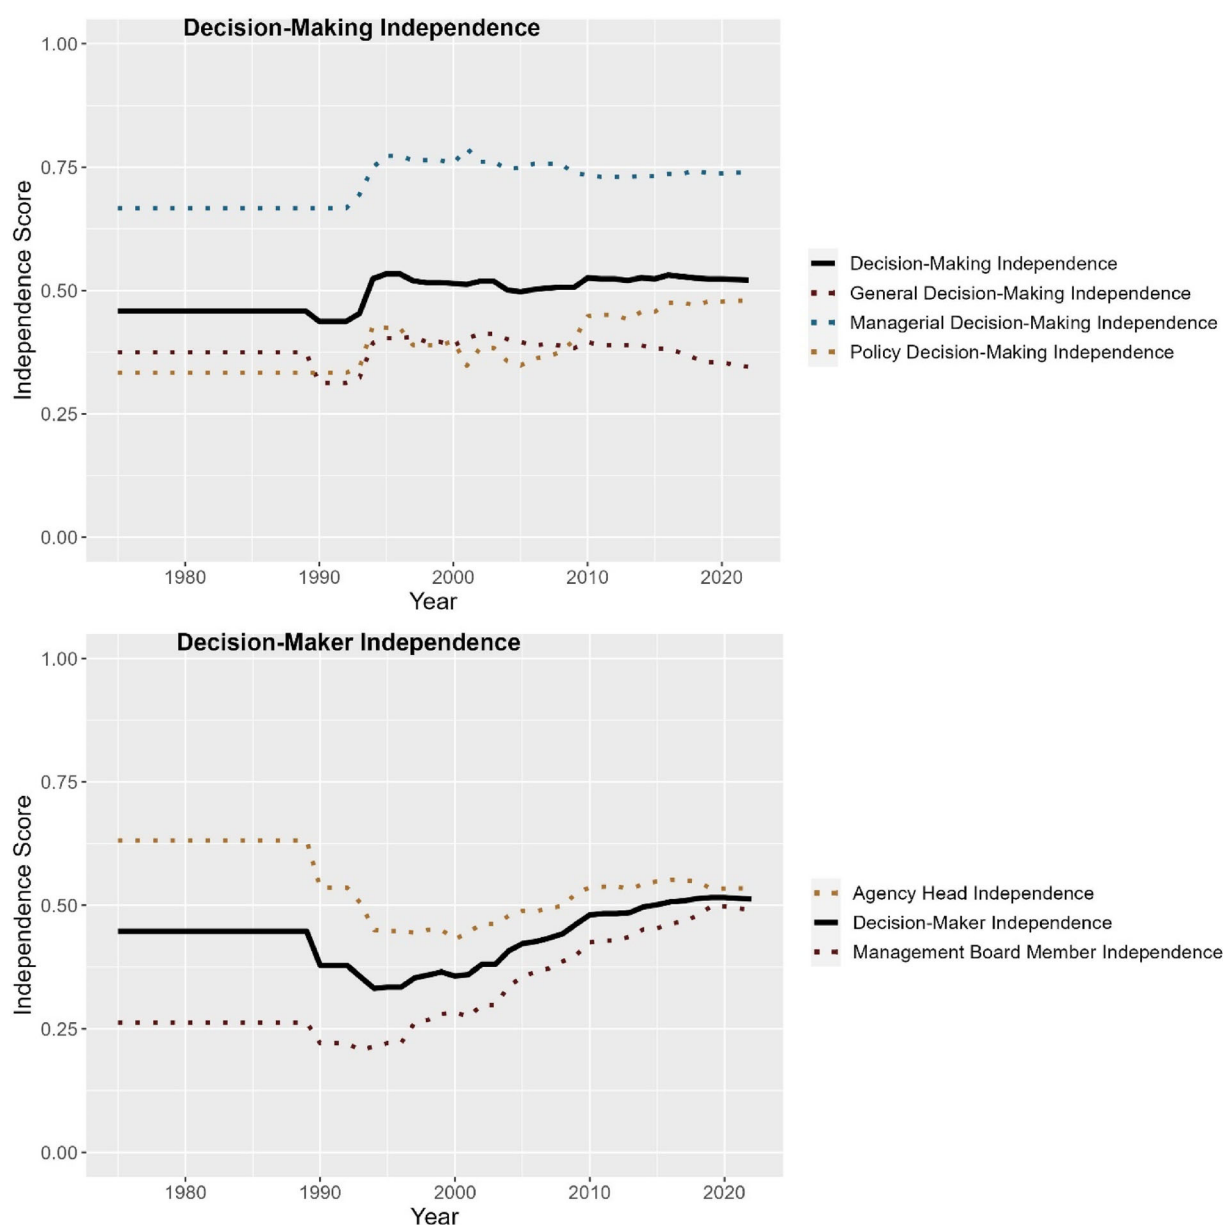 Decision-Making Independence
1.00
0.75
0.50
0.25
0.00
Independence Score
1980 1990 2000 2010 2020
Year
Decision-Making Independence
General Decision-Making Independence
Managerial Decision-Making Independence
Policy Decision-Making Independence
Decision-Maker Independence
1.00
0.75
0.50
0.25
0.00
Independence Score
1980 1990 2000 2010 2020
Year
Agency Head Independence
Decision-Maker Independence
Management Board Member Independence